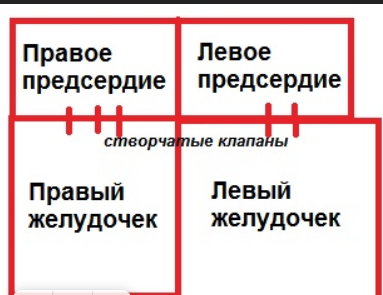 Правое
предсердие
Левое
предсердие
створчатые клапаны
Правый
желудочек
Левый
желудочек